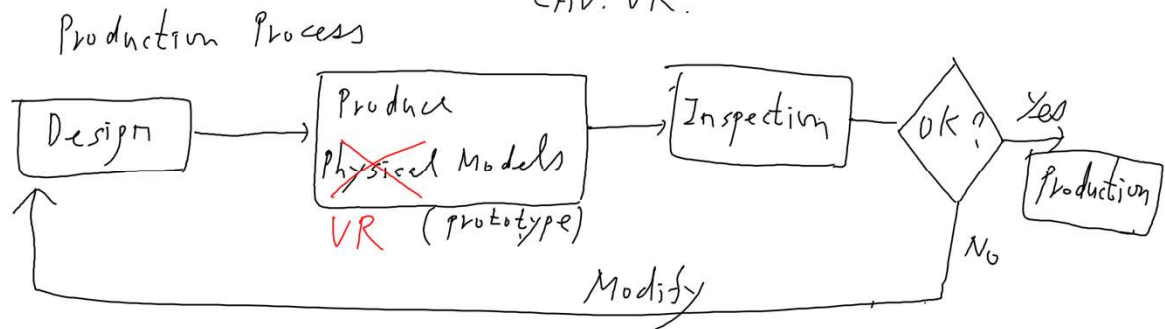 CAD. VR.
Production Process
Design
Produce
Physical Models
VR (prototype)
Inspection
OK?
Yes
Production
No
Modify